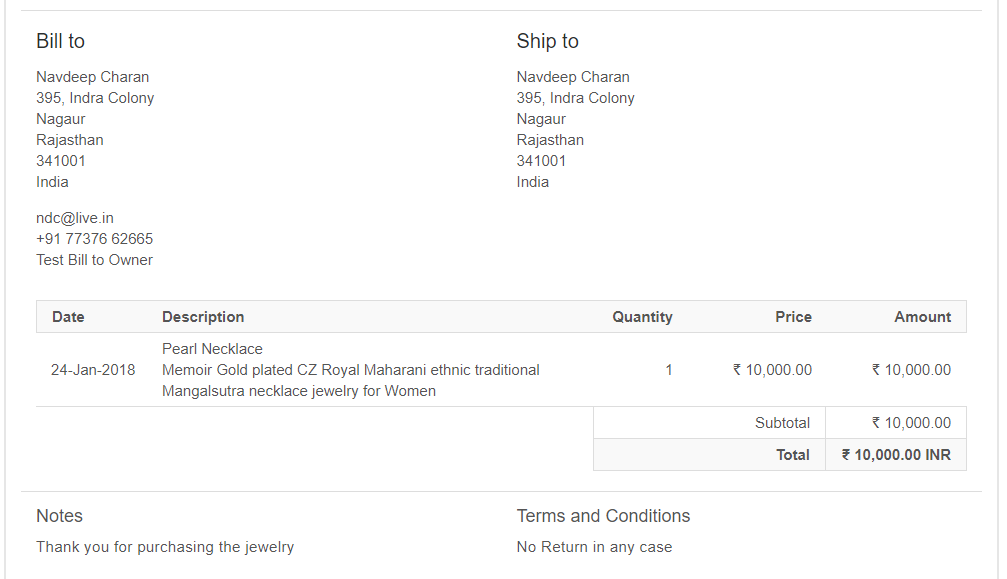 Bill to
Navdeep Charan
395, Indra Colony
Nagaur
Rajasthan
341001
India
ndc@live.in
+91 77376 62665
Test Bill to Owner
Ship to
Navdeep Charan
395, Indra Colony
Nagaur
Rajasthan
341001
India
Date Description Quantity Price Amount
Pearl Necklace
24-Jan-2018 Memoir Gold plated CZ Royal Maharani ethnic traditional 1 ₹ 10,000.00 ₹ 10,000.00
Mangalsutra necklace jewelry for Women
Subtotal ₹ 10,000.00
Total ₹ 10,000.00 INR
Notes
Thank you for purchasing the jewelry
Terms and Conditions
No Return in any case